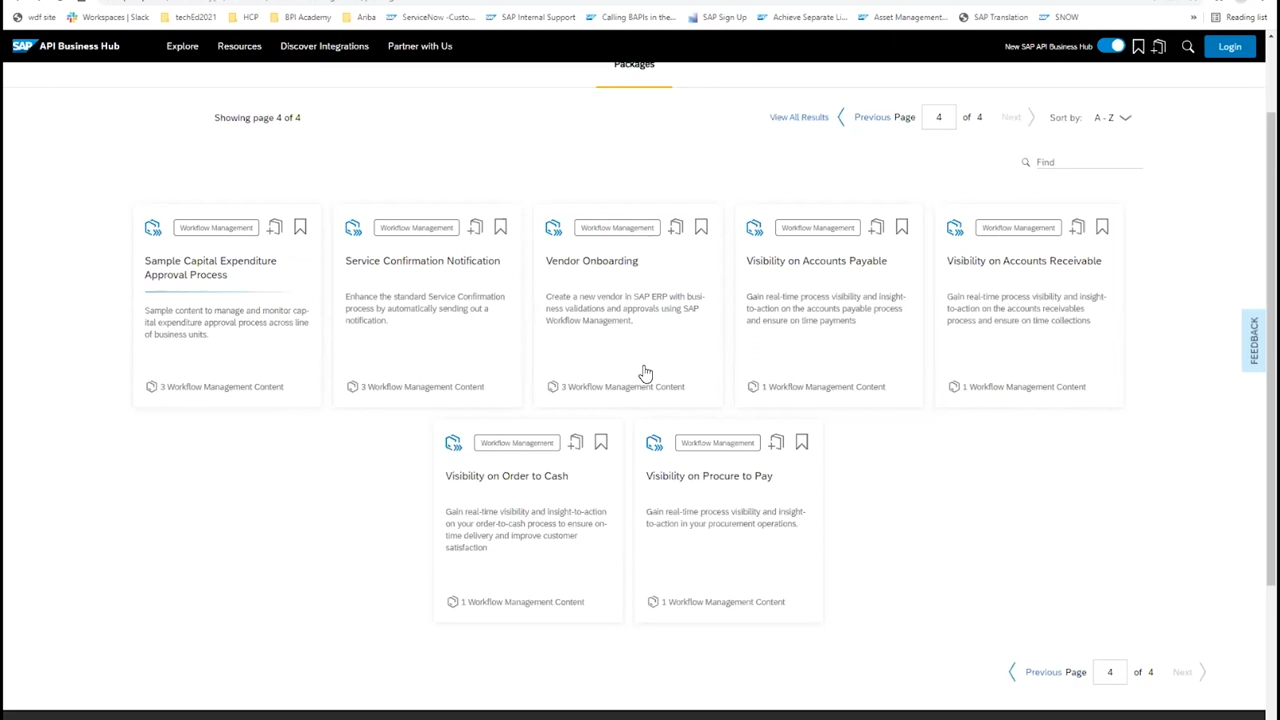 wdf site
Workspaces | Slack
techEd2021
HCP
BPI Academy
Ariba
ServiceNow -Custo...
SAP Internal Support
Calling BAPIs in the...
SAP Sign Up
Achieve Separate Li...
Asset Management...
SAP Translation
SNOW
»
Reading list
SAP API Business Hub
Explore
Resources
Discover Integrations
Partner with Us
New SAP API Business Hub
Login
Packages
Showing page 4 of 4
View All Results
Previous Page 4 of 4 Next
Sort by: A - Z
Find
Workflow Management
Sample Capital Expenditure
Approval Process
Sample content to manage and monitor cap-
ital expenditure approval process across line
of business units.
3 Workflow Management Content
Workflow Management
Service Confirmation Notification
Enhance the standard Service Confirmation
process by automatically sending out a
notification.
3 Workflow Management Content
Workflow Management
Vendor Onboarding
Create a new vendor in SAP ERP with busi-
ness validations and approvals using SAP
Workflow Management.
3 Workflow Management Content
Workflow Management
Visibility on Accounts Payable
Gain real-time process visibility and insight-
to-action on the accounts payable process
and ensure on time payments
1 Workflow Management Content
Workflow Management
Visibility on Accounts Receivable
Gain real-time process visibility and insight-
to-action on the accounts receivables
process and ensure on time collections
1 Workflow Management Content
FEEDBACK
Workflow Management
Visibility on Order to Cash
Gain real-time visibility and insight-to-action
on your order-to-cash process to ensure on-
time delivery and improve customer
satisfaction
1 Workflow Management Content
Workflow Management
Visibility on Procure to Pay
Gain real-time process visibility and insight-
to-action in your procurement operations.
1 Workflow Management Content
Previous Page 4 of 4 Next